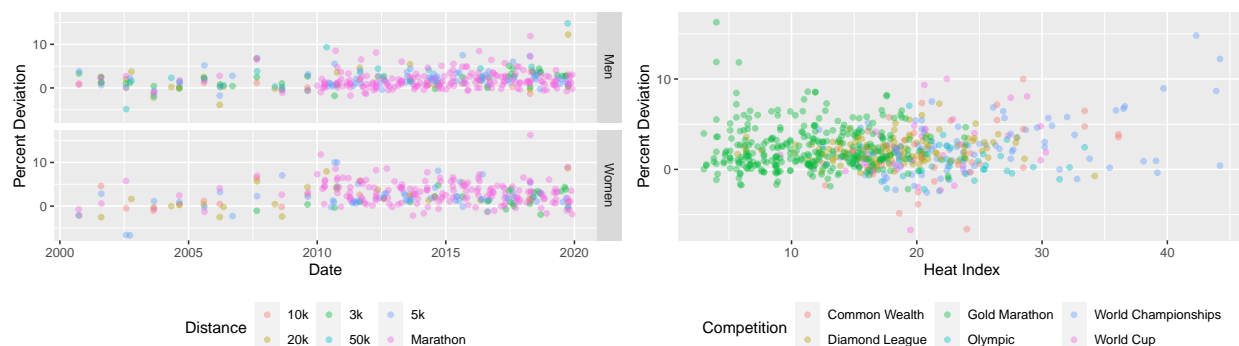 Percent Deviation
10
0
Men
Percent Deviation
10
0
Women
2000
2005
2010
2015
2020
Date
Distance
10k
3k
5k
20k
50k
Marathon
Percent Deviation
10
0
10
20
30
40
Heat Index
Competition
Common Wealth
Gold Marathon
World Championships
Diamond League
Olympic
World Cup